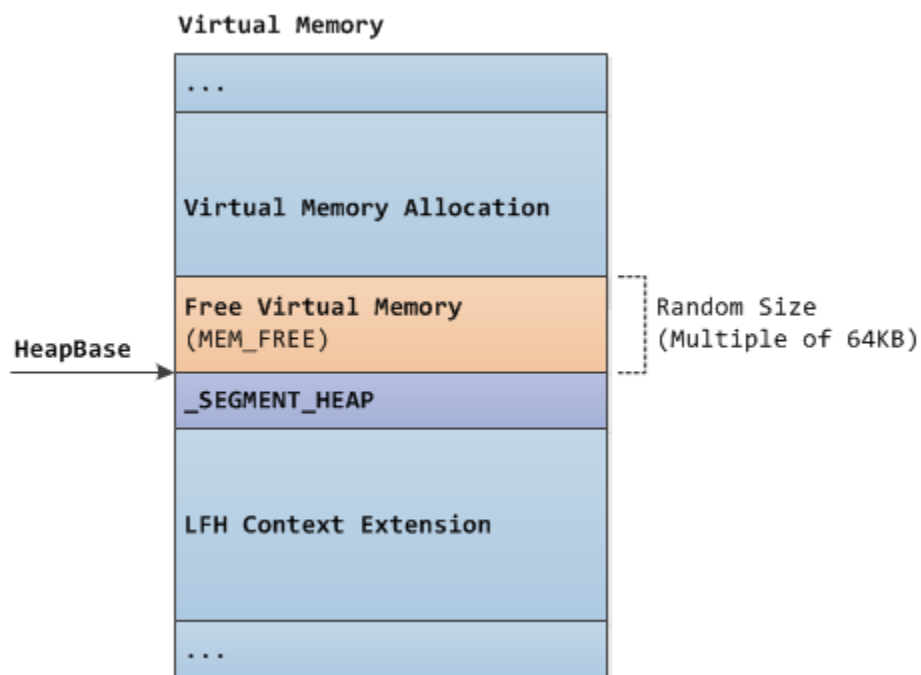 Virtual Memory
...
Virtual Memory Allocation
Free Virtual Memory
(MEM_FREE)
Random Size
(Multiple of 64KB)
HeapBase
_SEGMENT_HEAP
LFH Context Extension
...